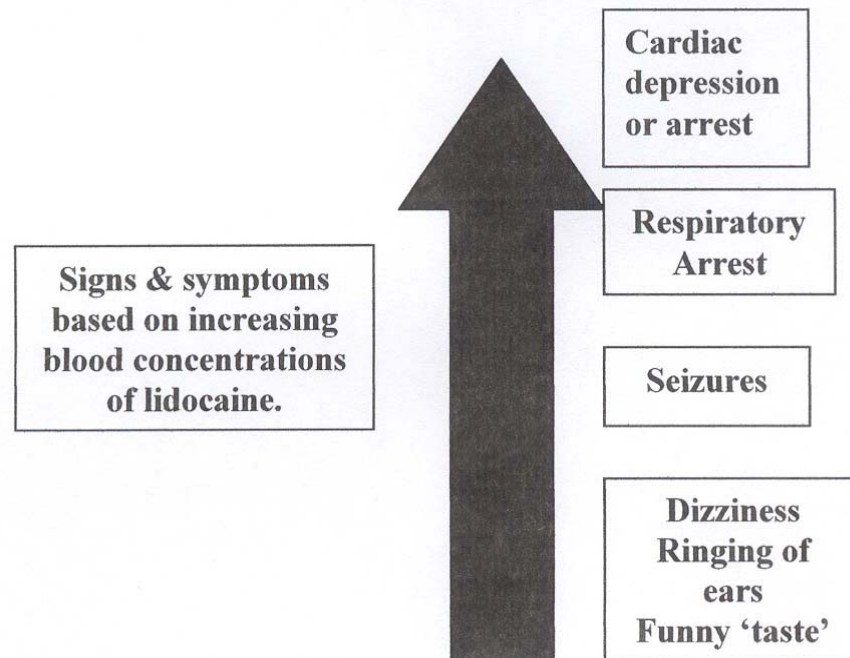 Cardiac
depression
or arrest
Respiratory
Arrest
Signs & symptoms
based on increasing
blood concentrations
of lidocaine.
Seizures
Dizziness
Ringing of
ears
Funny ‘taste’